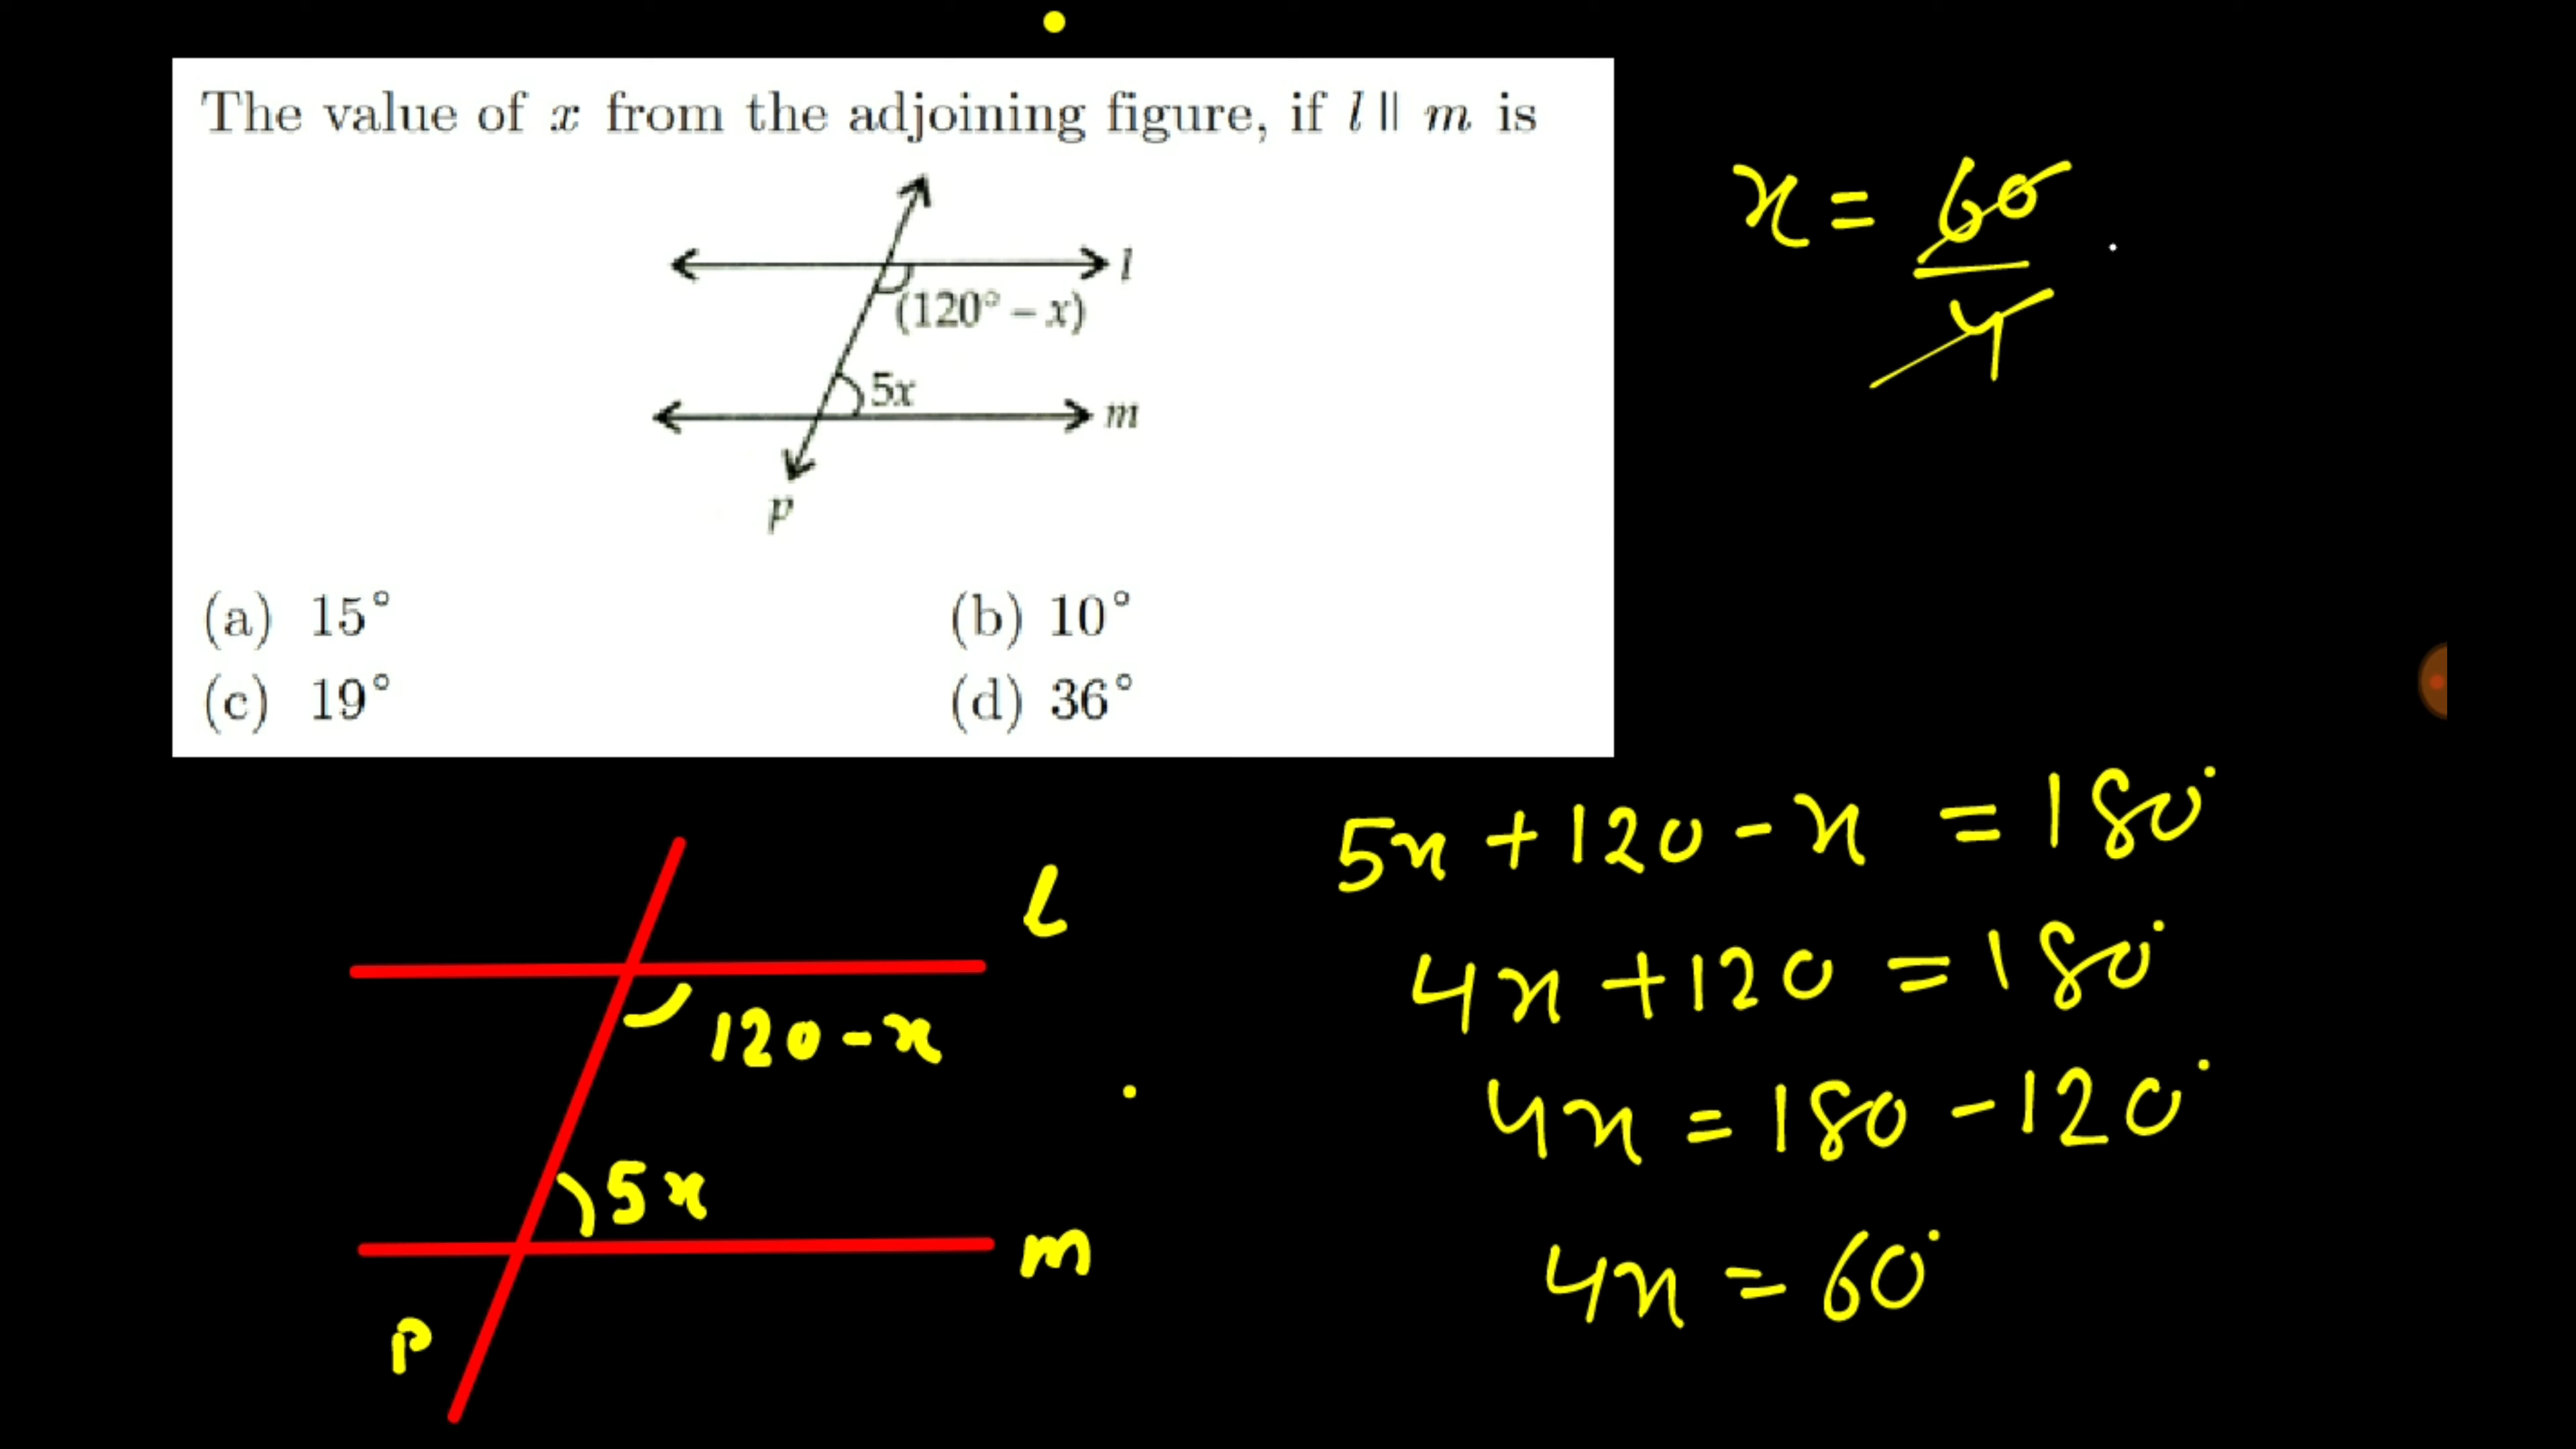 The value of x from the adjoining figure, if l || m is
l
(120° – x)
5x
m
p
(a) 15°
(b) 10°
(c) 19°
(d) 36°
x = 60/4
l
120-x
5x
m
P
5x + 120 - x = 180°
4x + 120 = 180°
4x = 180 - 120°
4x = 60°